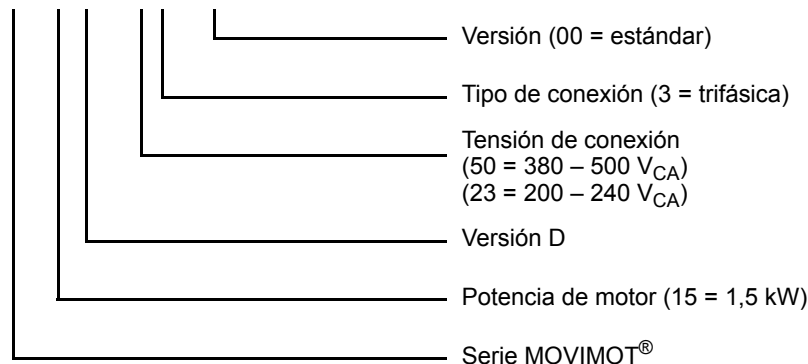 Versión (00 = estándar)
Tipo de conexión (3 = trifásica)
Tensión de conexión
(50 = 380 – 500 V_CA)
(23 = 200 – 240 V_CA)
Versión D
Potencia de motor (15 = 1,5 kW)
Serie MOVIMOT®